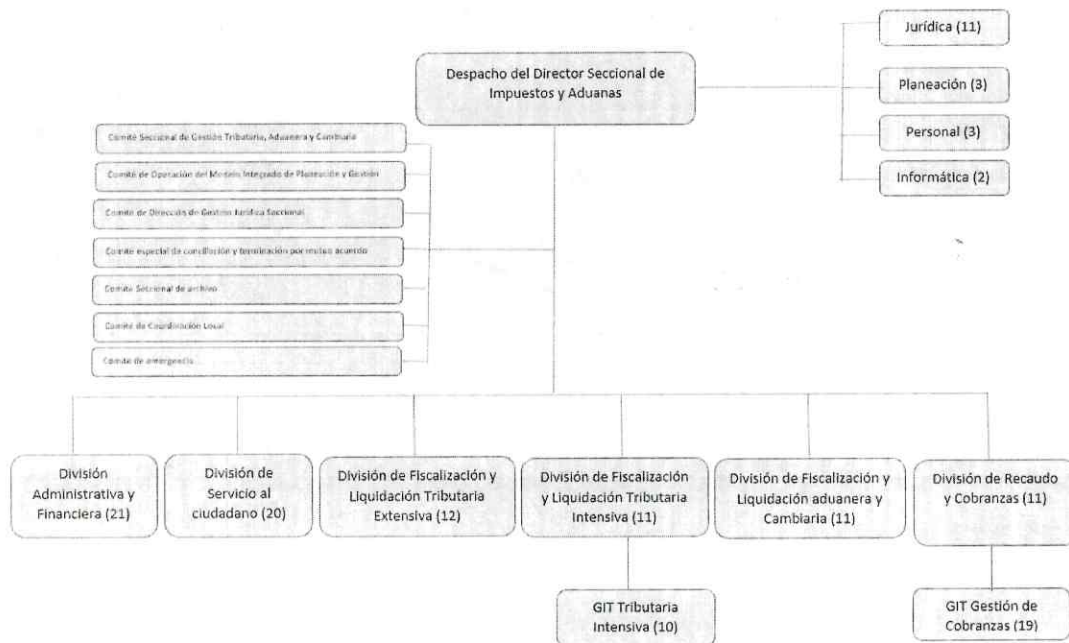 Jurídica (11)
Despacho del Director Seccional de
Impuestos y Aduanas
Planeación (3)
Personal (3)
Informática (2)
Comité Seccional de Gestión Tributaria, Aduanera y Cambiaria
Comité de Operación del Modelo Integrado de Planeación y Gestión
Comité de Dirección de Gestión Jurídica Seccional
Comité especial de conciliación y terminación por mutuo acuerdo
Comité Seccional de archivo
Comité de Coordinación Local
Comité de emergencia
División
Administrativa y
Financiera (21)
División de
Servicio al
ciudadano (20)
División de Fiscalización y
Liquidación Tributaria
Extensiva (12)
División de Fiscalización
y Liquidación Tributaria
Intensiva (11)
División de Fiscalización y
Liquidación aduanera y
Cambiaria (11)
División de Recaudo
y Cobranzas (11)
GIT Tributaria
Intensiva (10)
GIT Gestión de
Cobranzas (19)